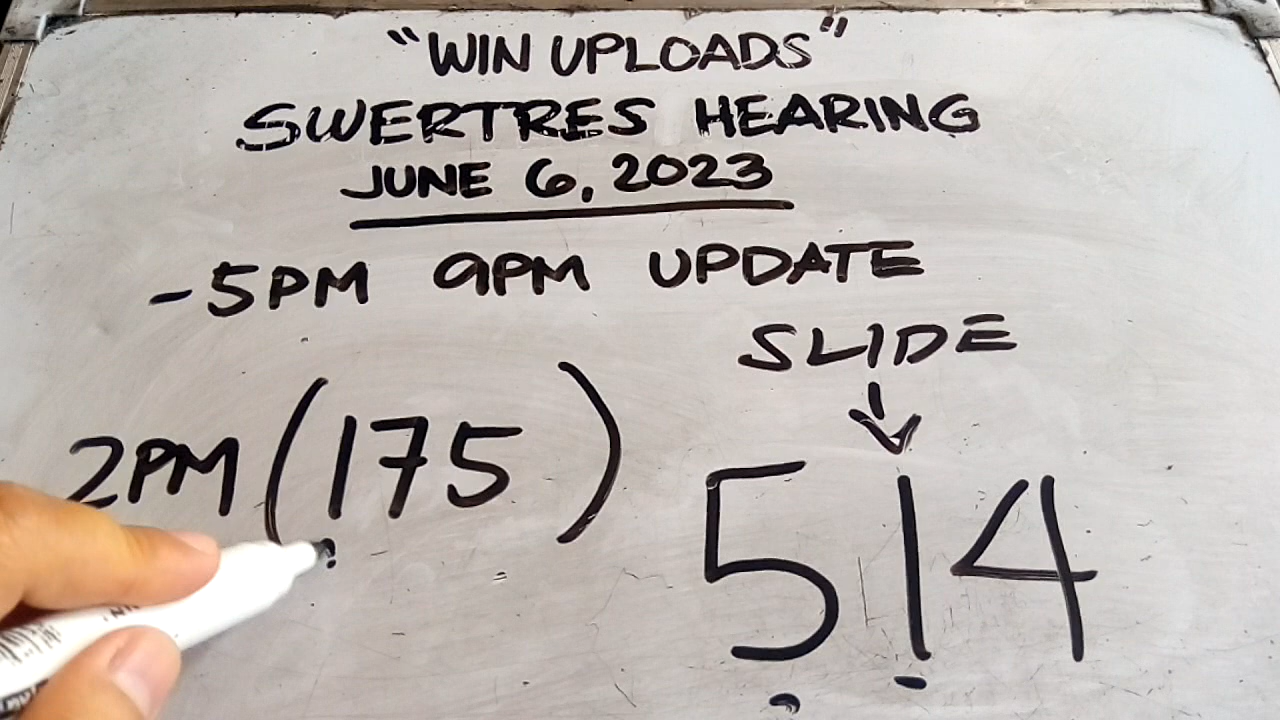 "WIN UPLOADS"
SWERTRES HEARING
JUNE 6, 2023
-5PM 9PM UPDATE
SLIDE
2PM (175) 514